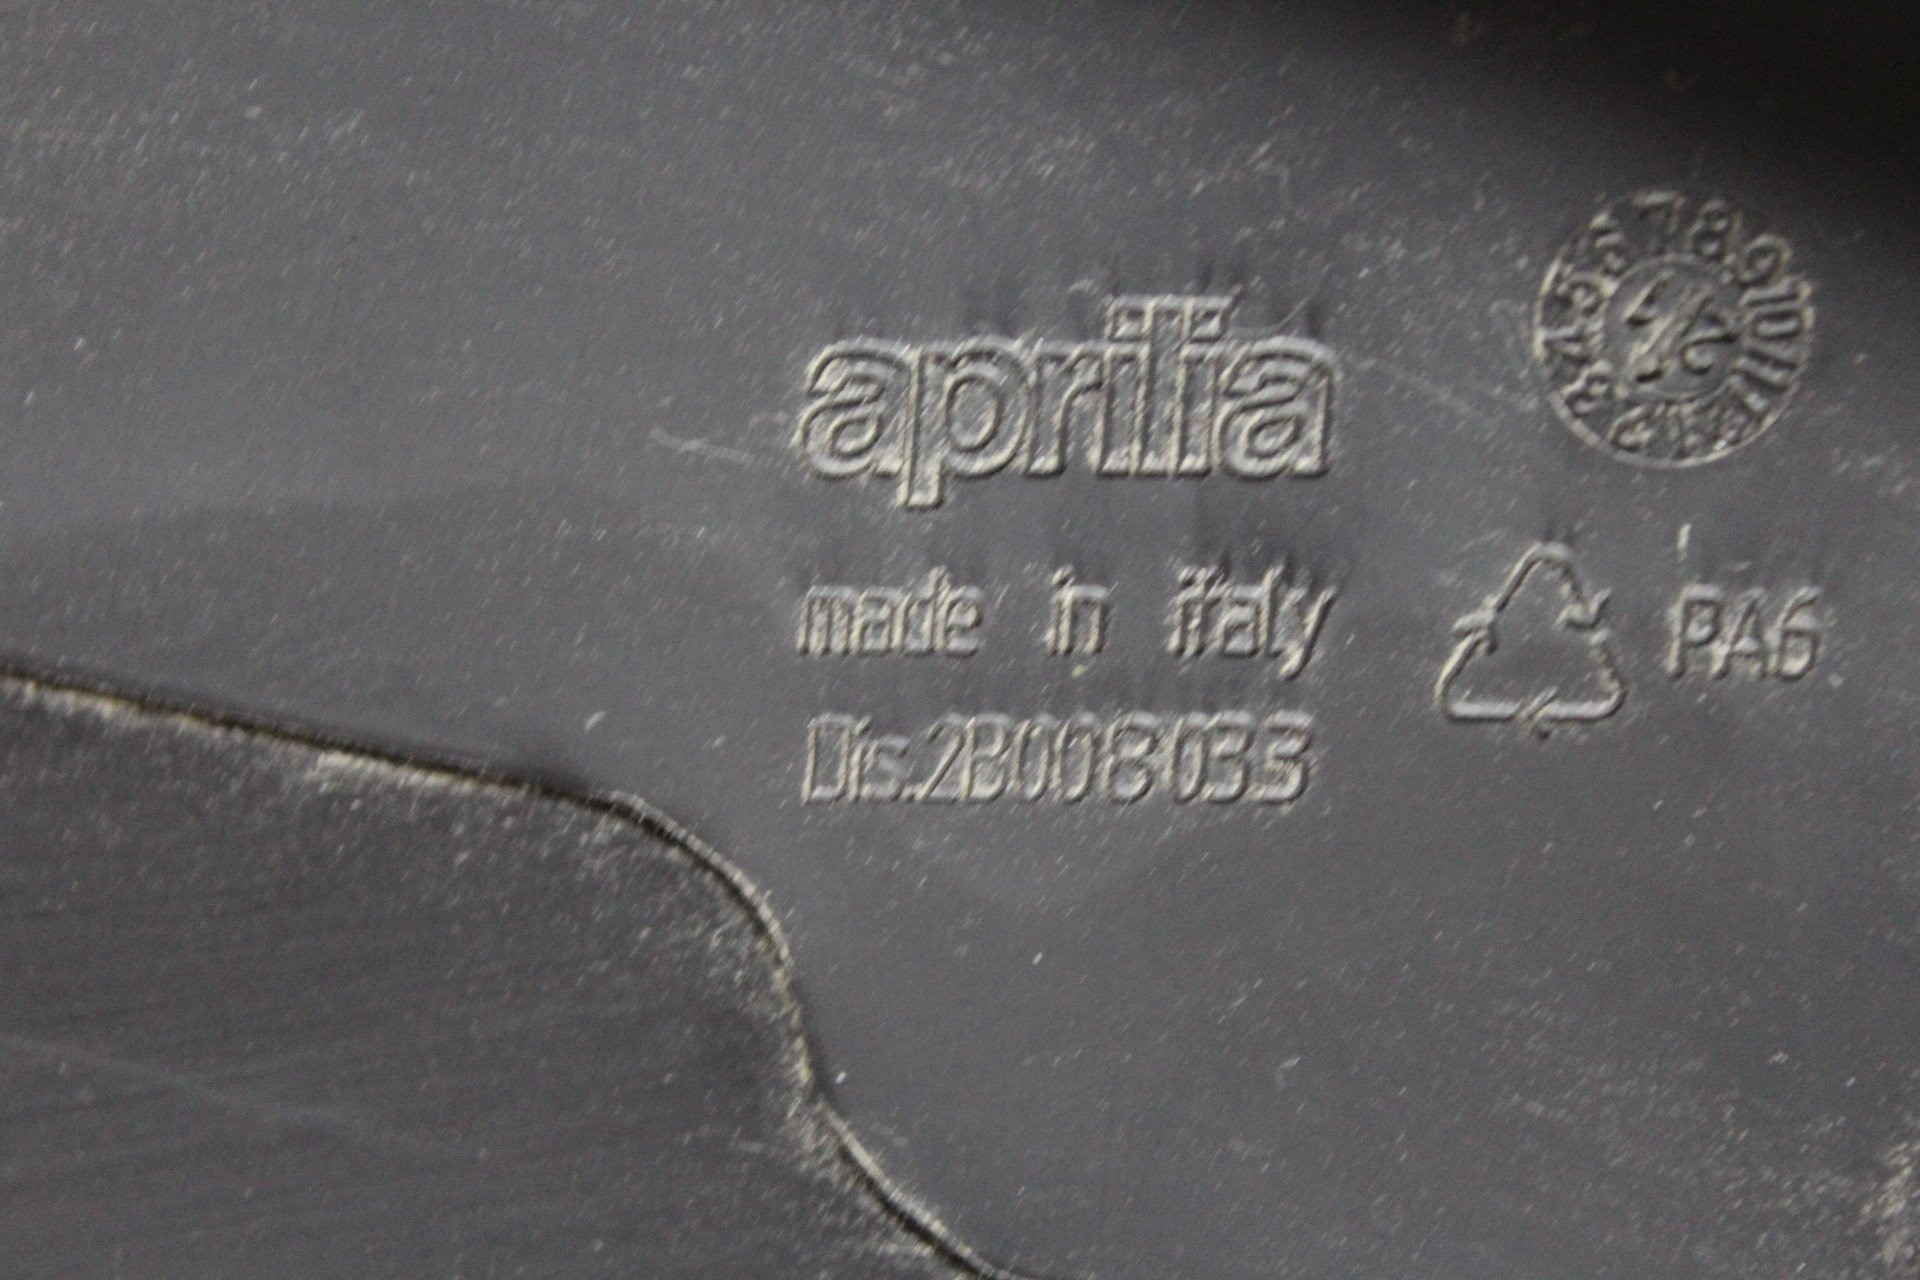 aprilia
made in italy
Dis.2B008033
PA6